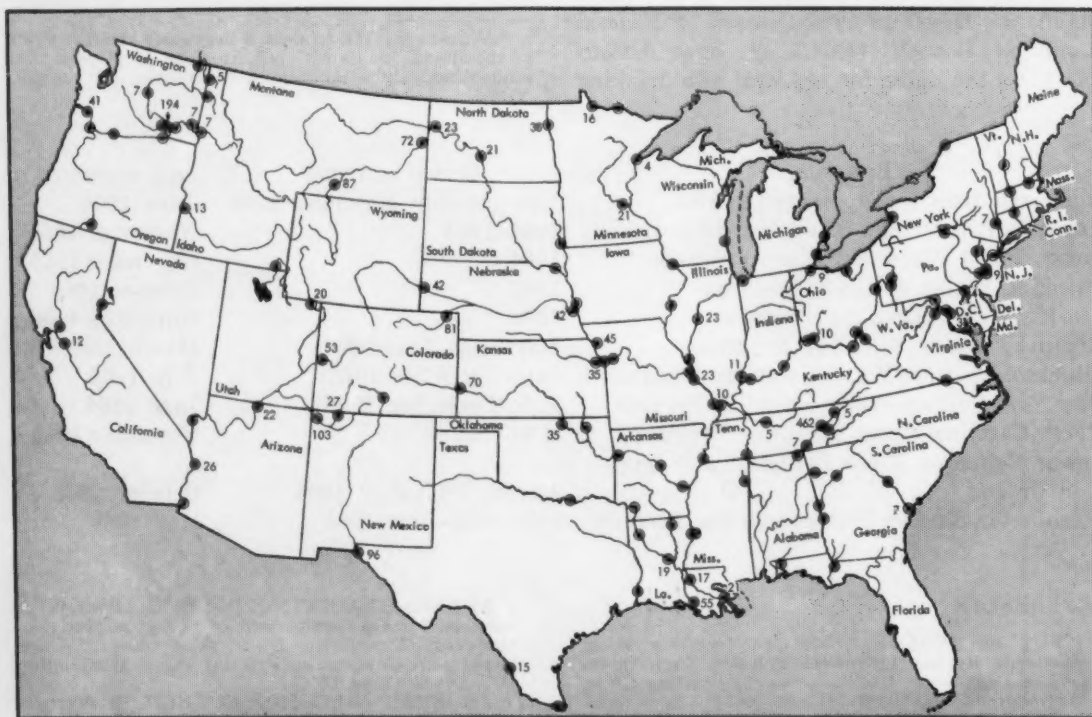 Washington
5
7
194
41
7
7
Montana
North Dakota
23
38
21
72
16
4
Mich.
Maine
Vt.
N.H.
Mass.
R.I.
Conn.
87
13
Oregon
Idaho
Wyoming
South Dakota
Minnesota
Wisconsin
21
Michigan
New York
7
Nevada
Nebraska
42
Iowa
Illinois
9
Ohio
Pa.
9
N.J.
Del.
Md.
D.C.
20
81
42
23
Indiana
10
W. Va.
Virginia
12
Utah
53
Colorado
Kansas
45
35
70
Missouri
23
11
Kentucky
10
California
22
Arizona
103
27
Oklahoma
Texas
35
Arkansas
Tenn.
5
462
5
7
N. Carolina
S. Carolina
26
New Mexico
96
Miss.
Alabama
Georgia
7
19
La.
17
21
55
Florida
15